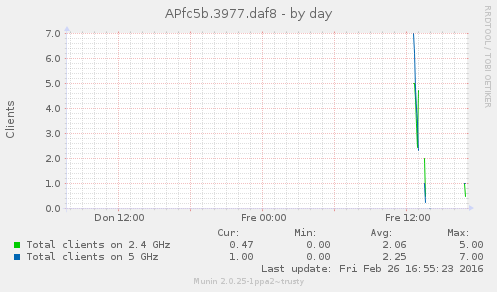 APfc5b.3977.daf8 - by day
RRDTOOL / TOBI OETIKER
Clients
7.0
6.0
5.0
4.0
3.0
2.0
1.0
0.0
Don 12:00 Fre 00:00 Fre 12:00
Cur: Min: Avg: Max:
Total clients on 2.4 GHz 0.47 0.00 2.06 5.00
Total clients on 5 GHz 1.00 0.00 2.25 7.00
Last update: Fri Feb 26 16:55:23 2016
Munin 2.0.25-1ppa2~trusty